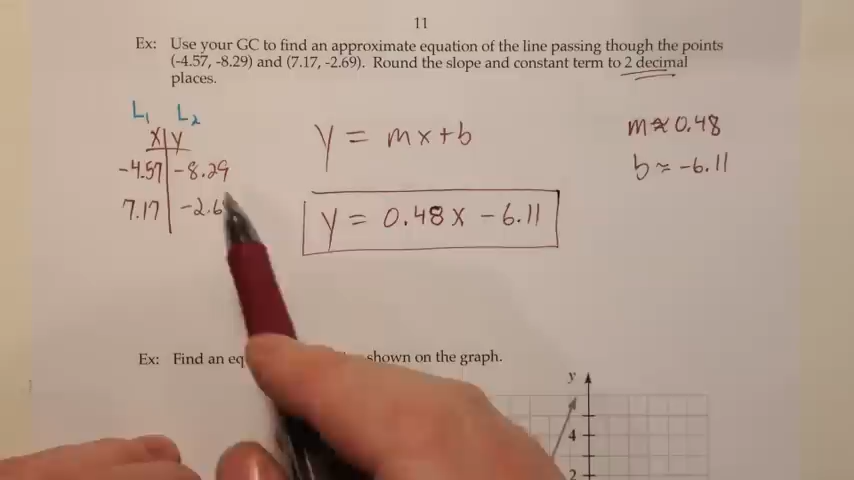 11
Ex: Use your GC to find an approximate equation of the line passing though the points
(-4.57, -8.29) and (7.17, -2.69). Round the slope and constant term to 2 decimal
places.
L1 L2
X Y
-4.57 -8.29
7.17 -2.6
y = mx+b
y = 0.48x - 6.11
m ≈ 0.48
b ≈ -6.11
Ex: Find an eq shown on the graph.
y
4
2